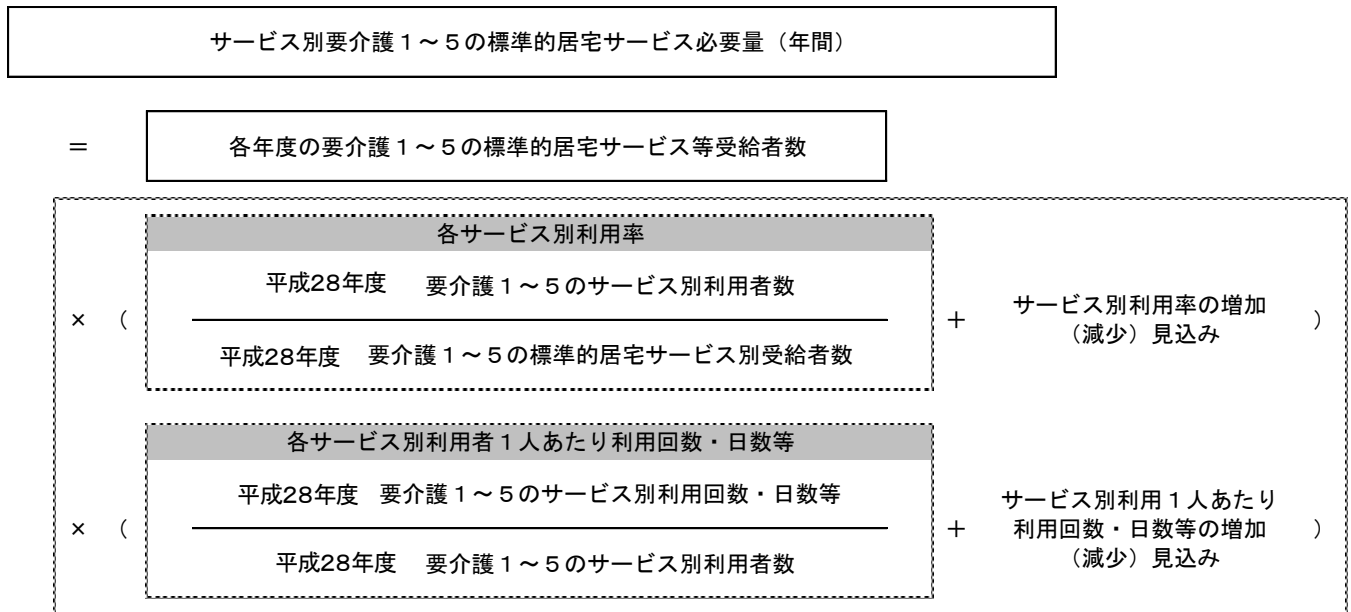 サービス別要介護１～５の標準的居宅サービス必要量（年間）
＝ 各年度の要介護１～５の標準的居宅サービス等受給者数
各サービス別利用率
平成28年度 要介護１～５のサービス別利用者数
× （ ＋ サービス別利用率の増加 ）
（減少）見込み
平成28年度 要介護１～５の標準的居宅サービス別受給者数
各サービス別利用者１人あたり利用回数・日数等
平成28年度 要介護１～５のサービス別利用回数・日数等
サービス別利用１人あたり
× （ ＋ 利用回数・日数等の増加 ）
（減少）見込み
平成28年度 要介護１～５のサービス別利用者数